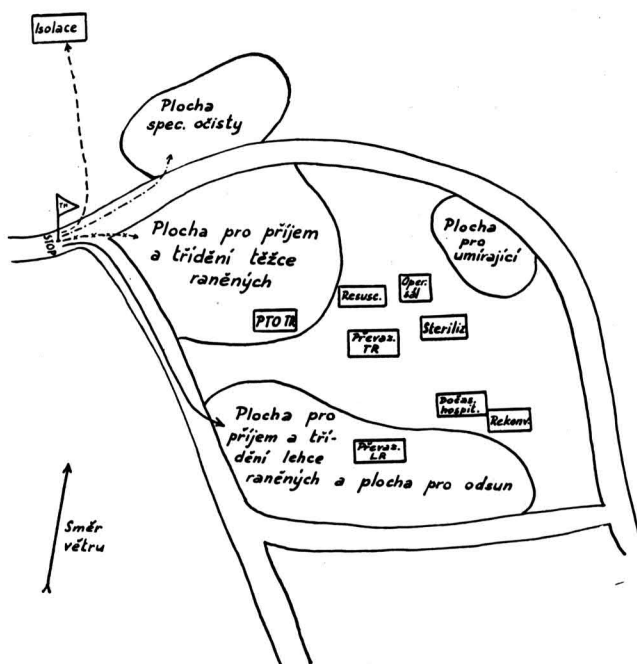 Isolace
Plocha
spec. očisty
STOP
Plocha pro příjem
a třídění těžce
raněných
Plocha
pro
umírající
Resusc.
Oper.
sál
PTO TR
Převaz.
TR
Steriliz
Dočas.
hospit.
Rekonv.
Plocha pro
příjem a tří-
dění lehce
raněných a plocha pro odsun
Převaz.
LR
Směr
větru